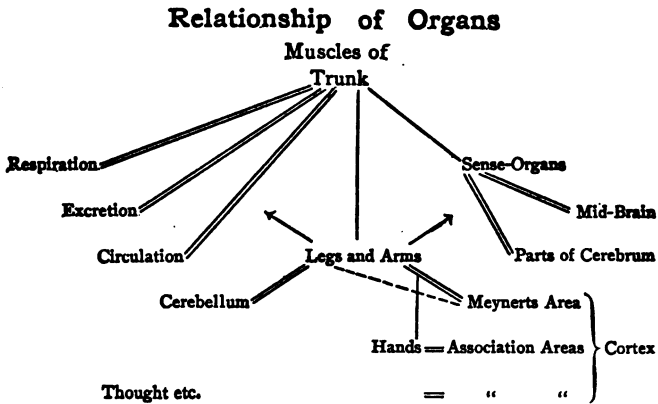 Relationship of Organs
Muscles of
Trunk
Respiration
Sense-Organs
Excretion
Mid-Brain
Circulation
Legs and Arms
Parts of Cerebrum
Cerebellum
Meynerts Area
Hands = Association Areas
Cortex
Thought etc. = “ “